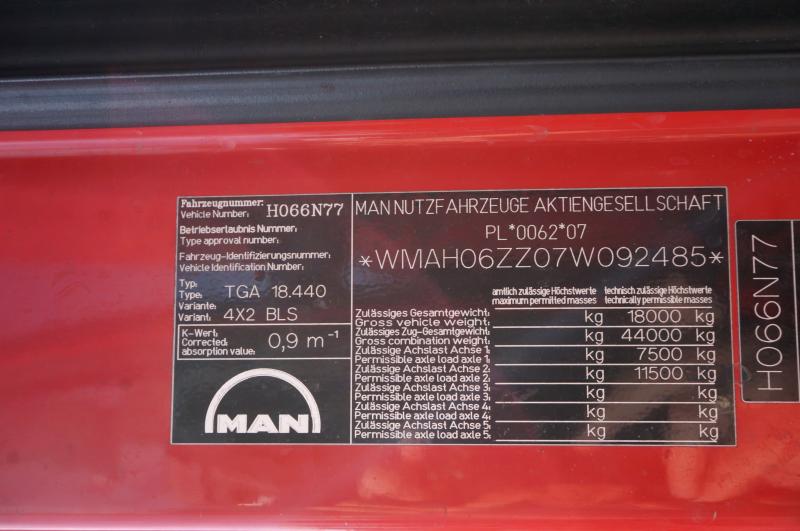 Fahrzeugnummer:
Vehicle Number: H066N77
Betriebserlaubnis Nummer:
Type approval number:
Fahrzeug-Identifizierungsnummer:
Vehicle Identification Number:
Typ:
Type: TGA 18.440
Variante:
Variant: 4X2 BLS
K-Wert:
Corrected 0,9 m⁻¹
absorption value:
MAN
MAN NUTZFAHRZEUGE AKTIENGESELLSCHAFT
PL*0062*07
*WMAH06ZZ07W092485*
amtlich zulässige Höchstwerte technisch zulässige Höchstwerte
maximum permitted masses technically permissible masses
Zulässiges Gesamtgewicht:
Gross vehicle weight: kg 18000 kg
Zulässiges Zug-Gesamtgewicht:
Gross combination weight: kg 44000 kg
Zulässige Achslast Achse 1:
Permissible axle load axle 1: kg 7500 kg
Zulässige Achslast Achse 2:
Permissible axle load axle 2: kg 11500 kg
Zulässige Achslast Achse 3:
Permissible axle load axle 3: kg kg
Zulässige Achslast Achse 4:
Permissible axle load axle 4: kg kg
Zulässige Achslast Achse 5:
Permissible axle load axle 5: kg kg
H066N77